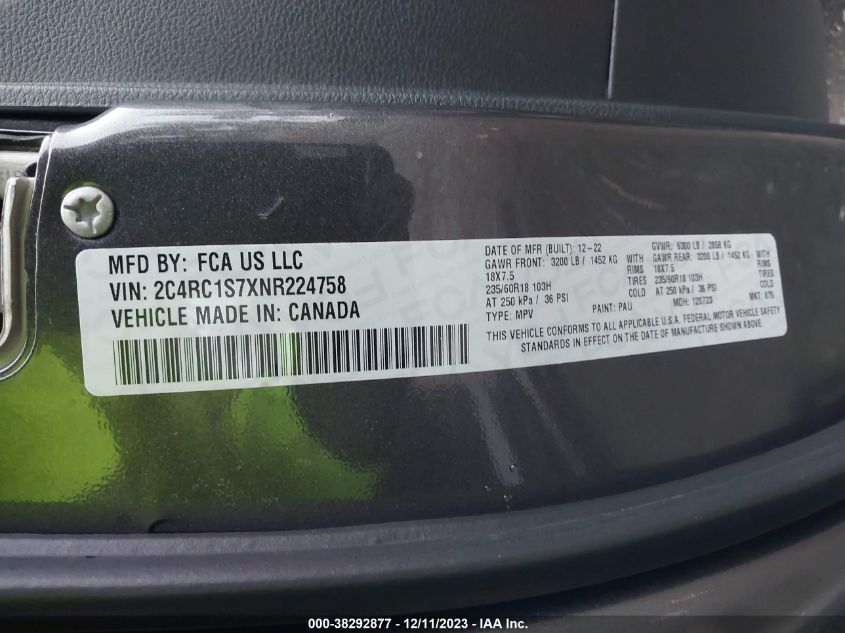 MFD BY: FCA US LLC
VIN: 2C4RC1S7XNR224758
VEHICLE MADE IN: CANADA
DATE OF MFR (BUILT): 12-22 GVWR: 6300 LB / 2858 KG
GAWR FRONT: 3200 LB / 1452 KG GAWR REAR: 3200 LB / 1452 KG
RIMS RIMS
18X7.5 18X7.5
235/60R18 103H 235/60R18 103H
COLD COLD
AT 250 kPa / 36 PSI AT 250 kPa / 36 PSI
TYPE: MPV PAINT: PAU MDH: 120720 MKT: X75
THIS VEHICLE CONFORMS TO ALL APPLICABLE U.S.A. FEDERAL MOTOR VEHICLE SAFETY
STANDARDS IN EFFECT ON THE DATE OF MANUFACTURE SHOWN ABOVE.
000-38292877 - 12/11/2023 - IAA Inc.